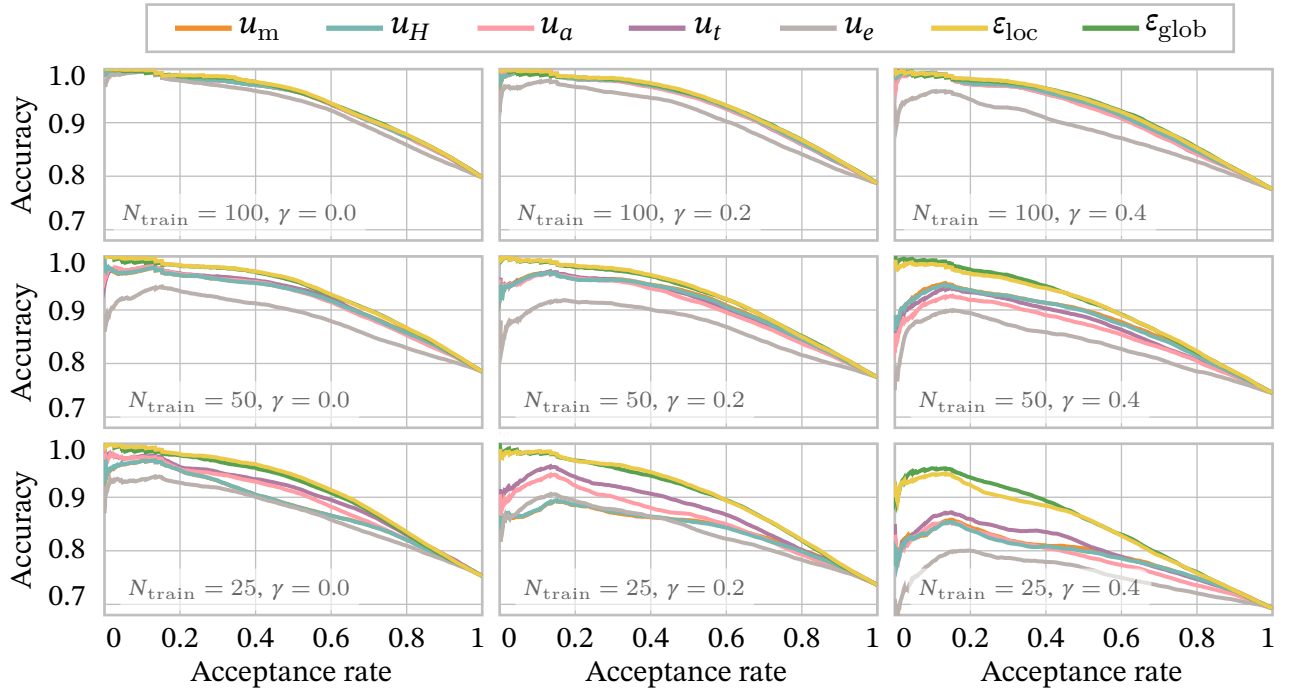 u_m u_H u_a u_t u_e ε_loc ε_glob
Accuracy
1.0
0.9
0.8
0.7
N_train = 100, γ = 0.0
N_train = 100, γ = 0.2
N_train = 100, γ = 0.4
Accuracy
1.0
0.9
0.8
0.7
N_train = 50, γ = 0.0
N_train = 50, γ = 0.2
N_train = 50, γ = 0.4
Accuracy
1.0
0.9
0.8
0.7
N_train = 25, γ = 0.0
N_train = 25, γ = 0.2
N_train = 25, γ = 0.4
0 0.2 0.4 0.6 0.8 1
0 0.2 0.4 0.6 0.8 1
0 0.2 0.4 0.6 0.8 1
Acceptance rate
Acceptance rate
Acceptance rate